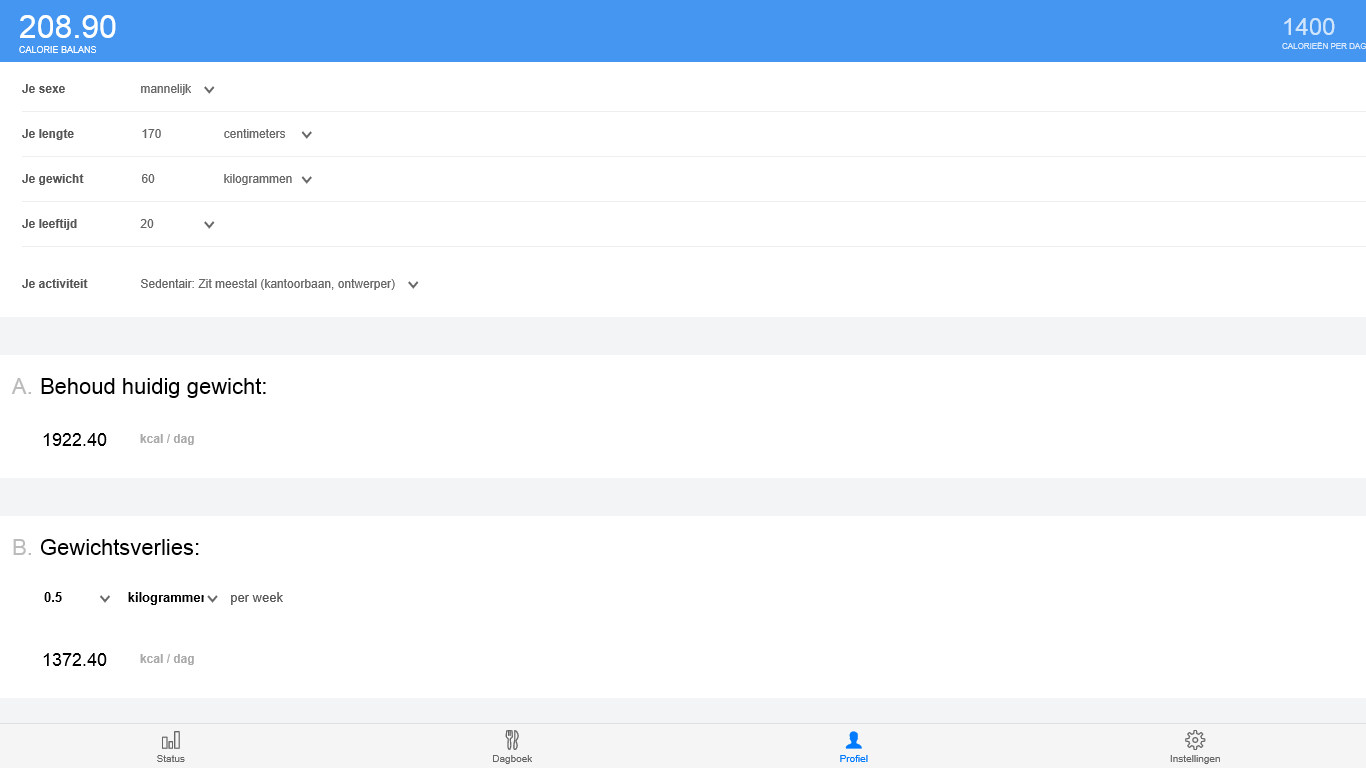 208.90
CALORIE BALANS
1400
CALORIEËN PER DAG
Je sexe mannelijk
Je lengte 170 centimeters
Je gewicht 60 kilogrammen
Je leeftijd 20
Je activiteit Sedentair: Zit meestal (kantoorbaan, ontwerper)
A. Behoud huidig gewicht:
1922.40 kcal / dag
B. Gewichtsverlies:
0.5 kilogrammer per week
1372.40 kcal / dag
Status Dagboek Profiel Instellingen